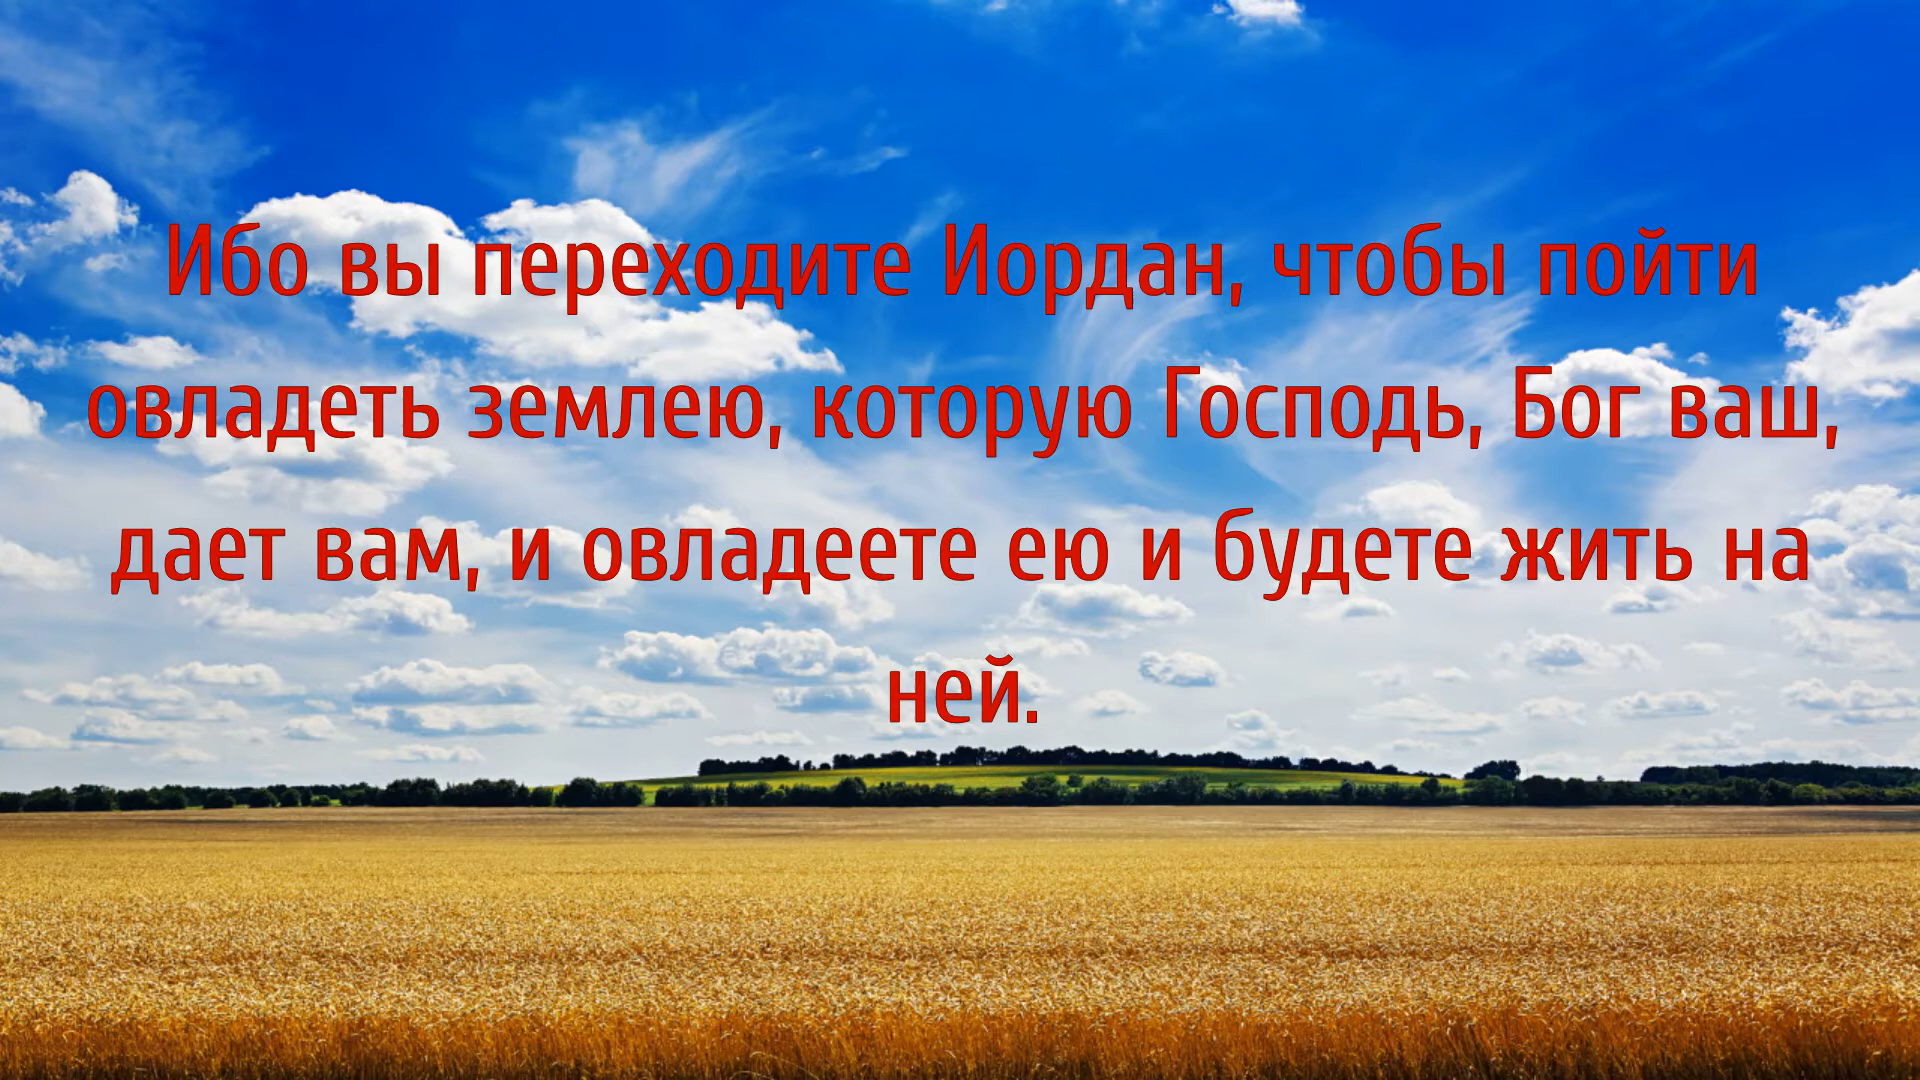 Ибо вы переходите Иордан, чтобы пойти
овладеть землею, которую Господь, Бог ваш,
дает вам, и овладеете ею и будете жить на
ней.